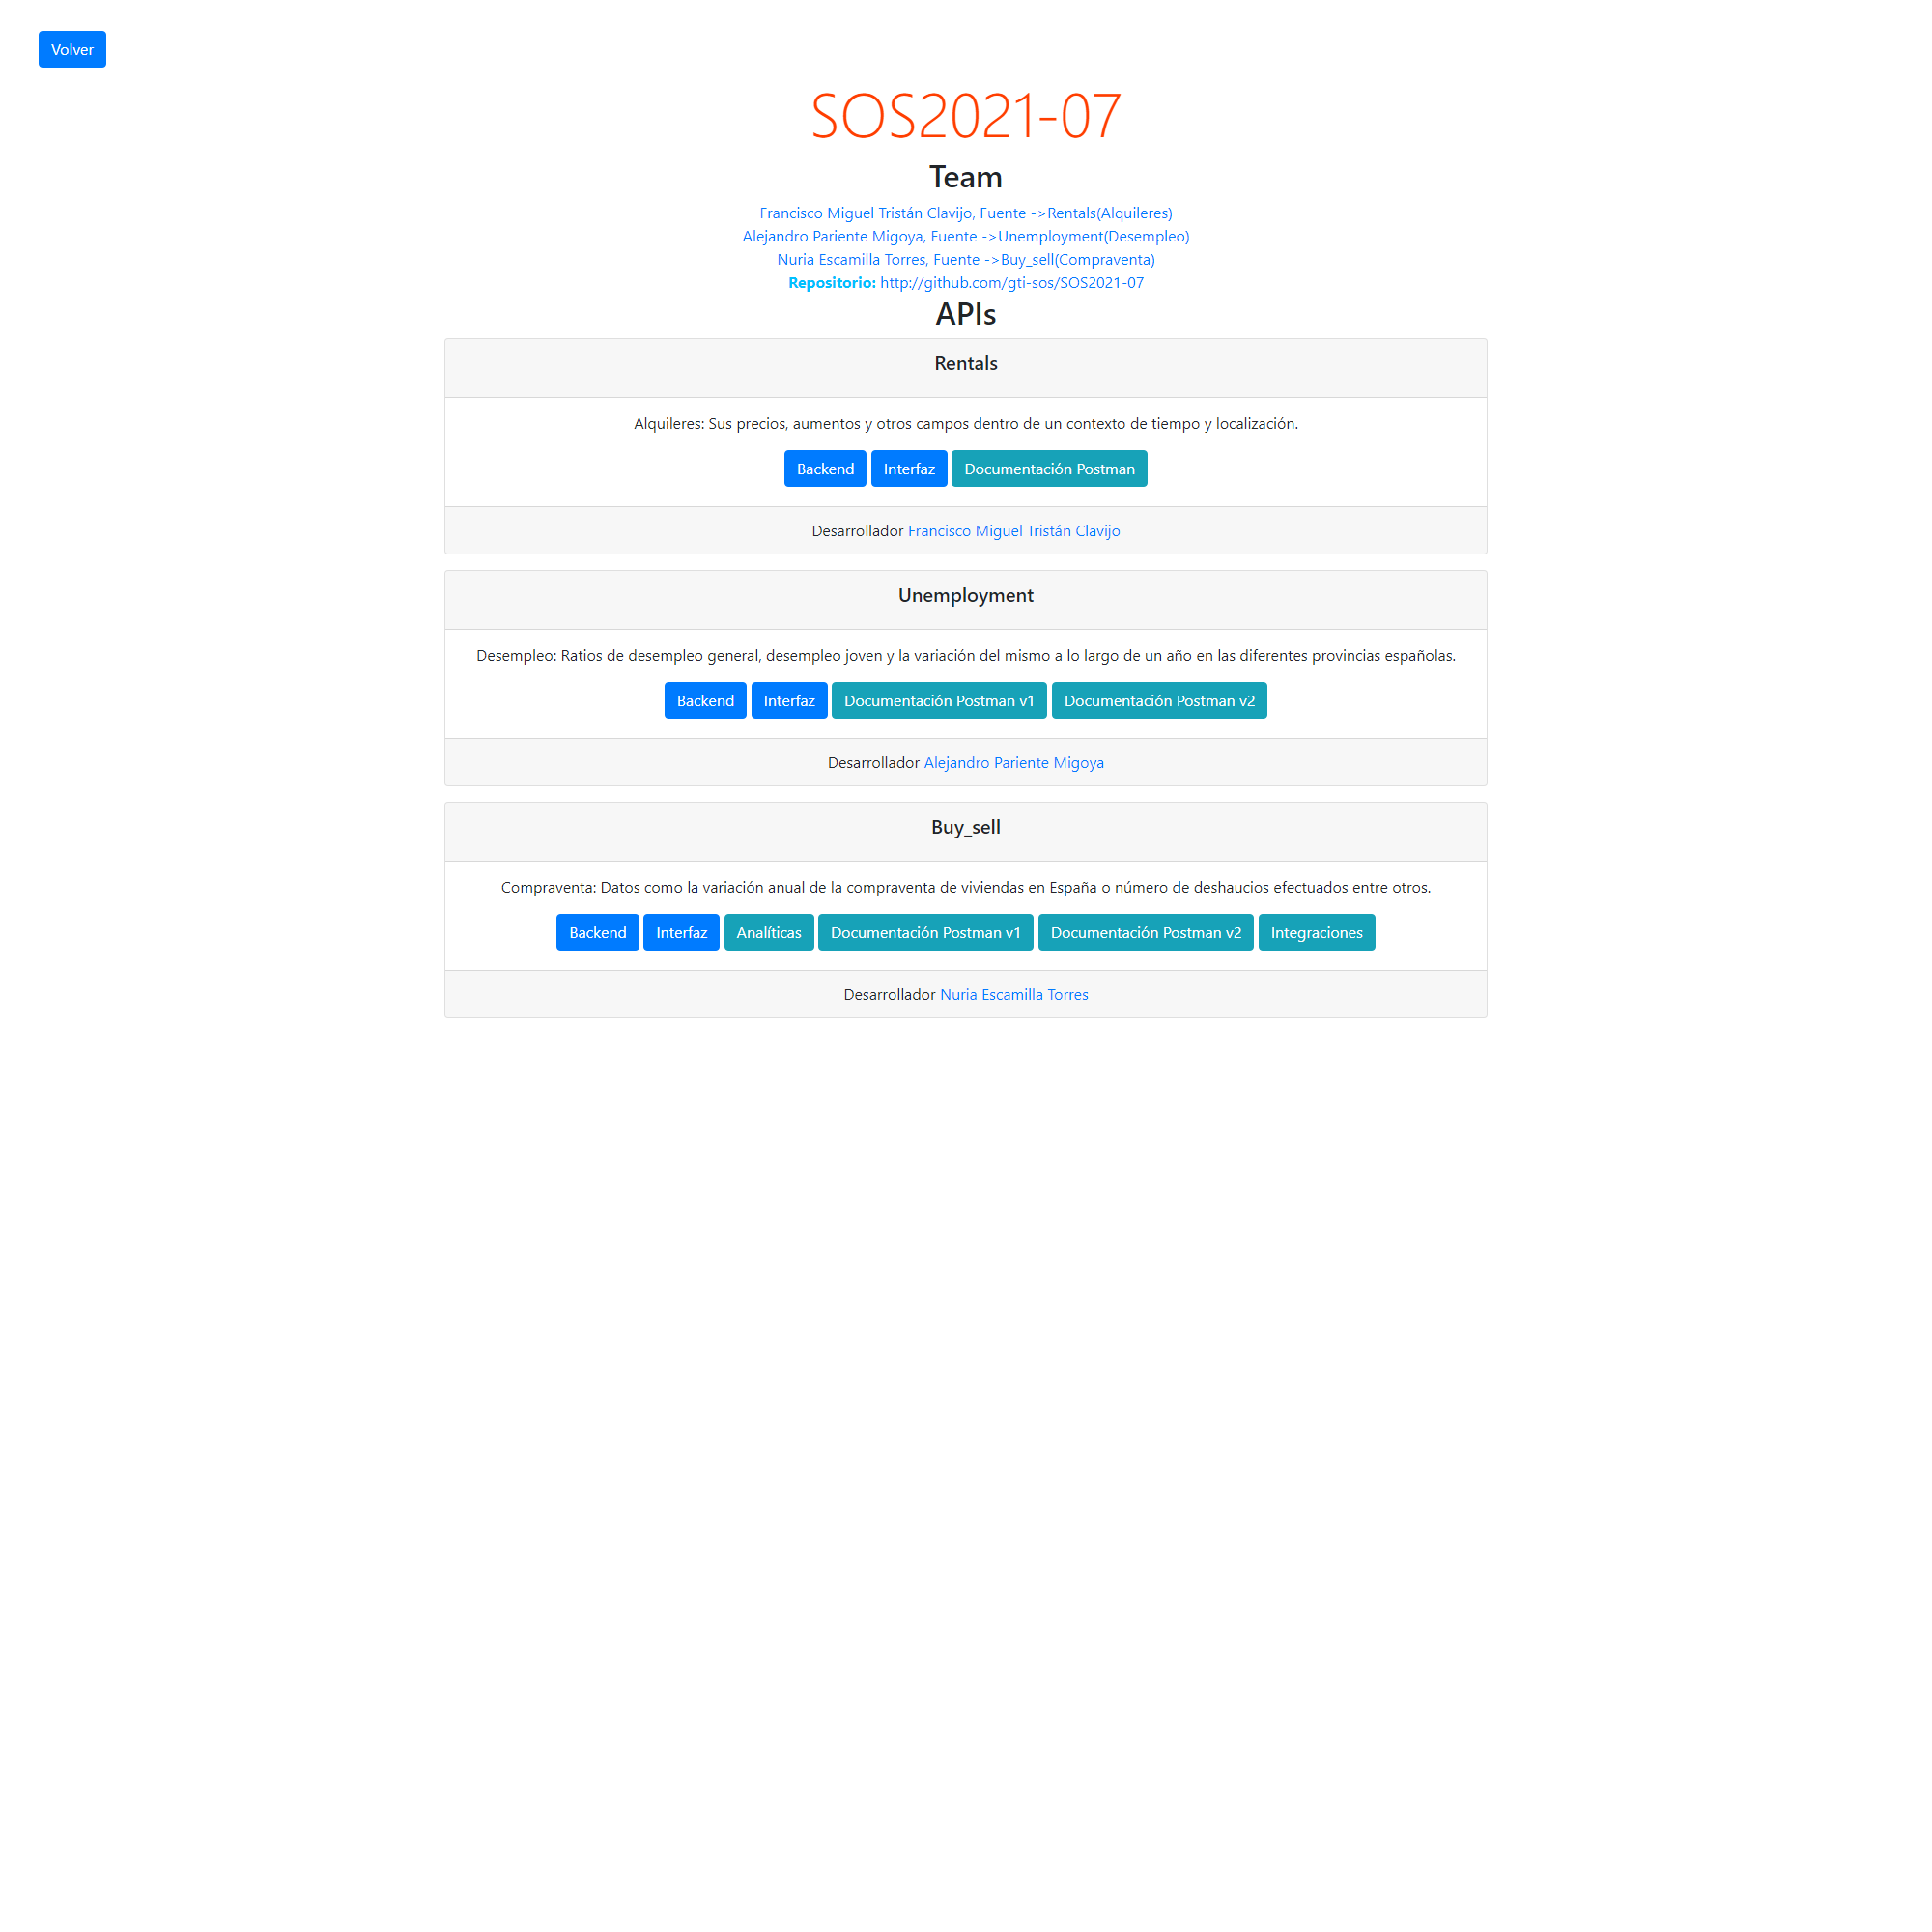 Volver
SOS2021-07
Team
Francisco Miguel Tristán Clavijo, Fuente ->Rentals(Alquileres)
Alejandro Pariente Migoya, Fuente ->Unemployment(Desempleo)
Nuria Escamilla Torres, Fuente ->Buy_sell(Compraventa)
Repositorio: http://github.com/gti-sos/SOS2021-07
APIs
Rentals
Alquileres: Sus precios, aumentos y otros campos dentro de un contexto de tiempo y localización.
Backend Interfaz Documentación Postman
Desarrollador Francisco Miguel Tristán Clavijo
Unemployment
Desempleo: Ratios de desempleo general, desempleo joven y la variación del mismo a lo largo de un año en las diferentes provincias españolas.
Backend Interfaz Documentación Postman v1 Documentación Postman v2
Desarrollador Alejandro Pariente Migoya
Buy_sell
Compraventa: Datos como la variación anual de la compraventa de viviendas en España o número de deshaucios efectuados entre otros.
Backend Interfaz Analíticas Documentación Postman v1 Documentación Postman v2 Integraciones
Desarrollador Nuria Escamilla Torres